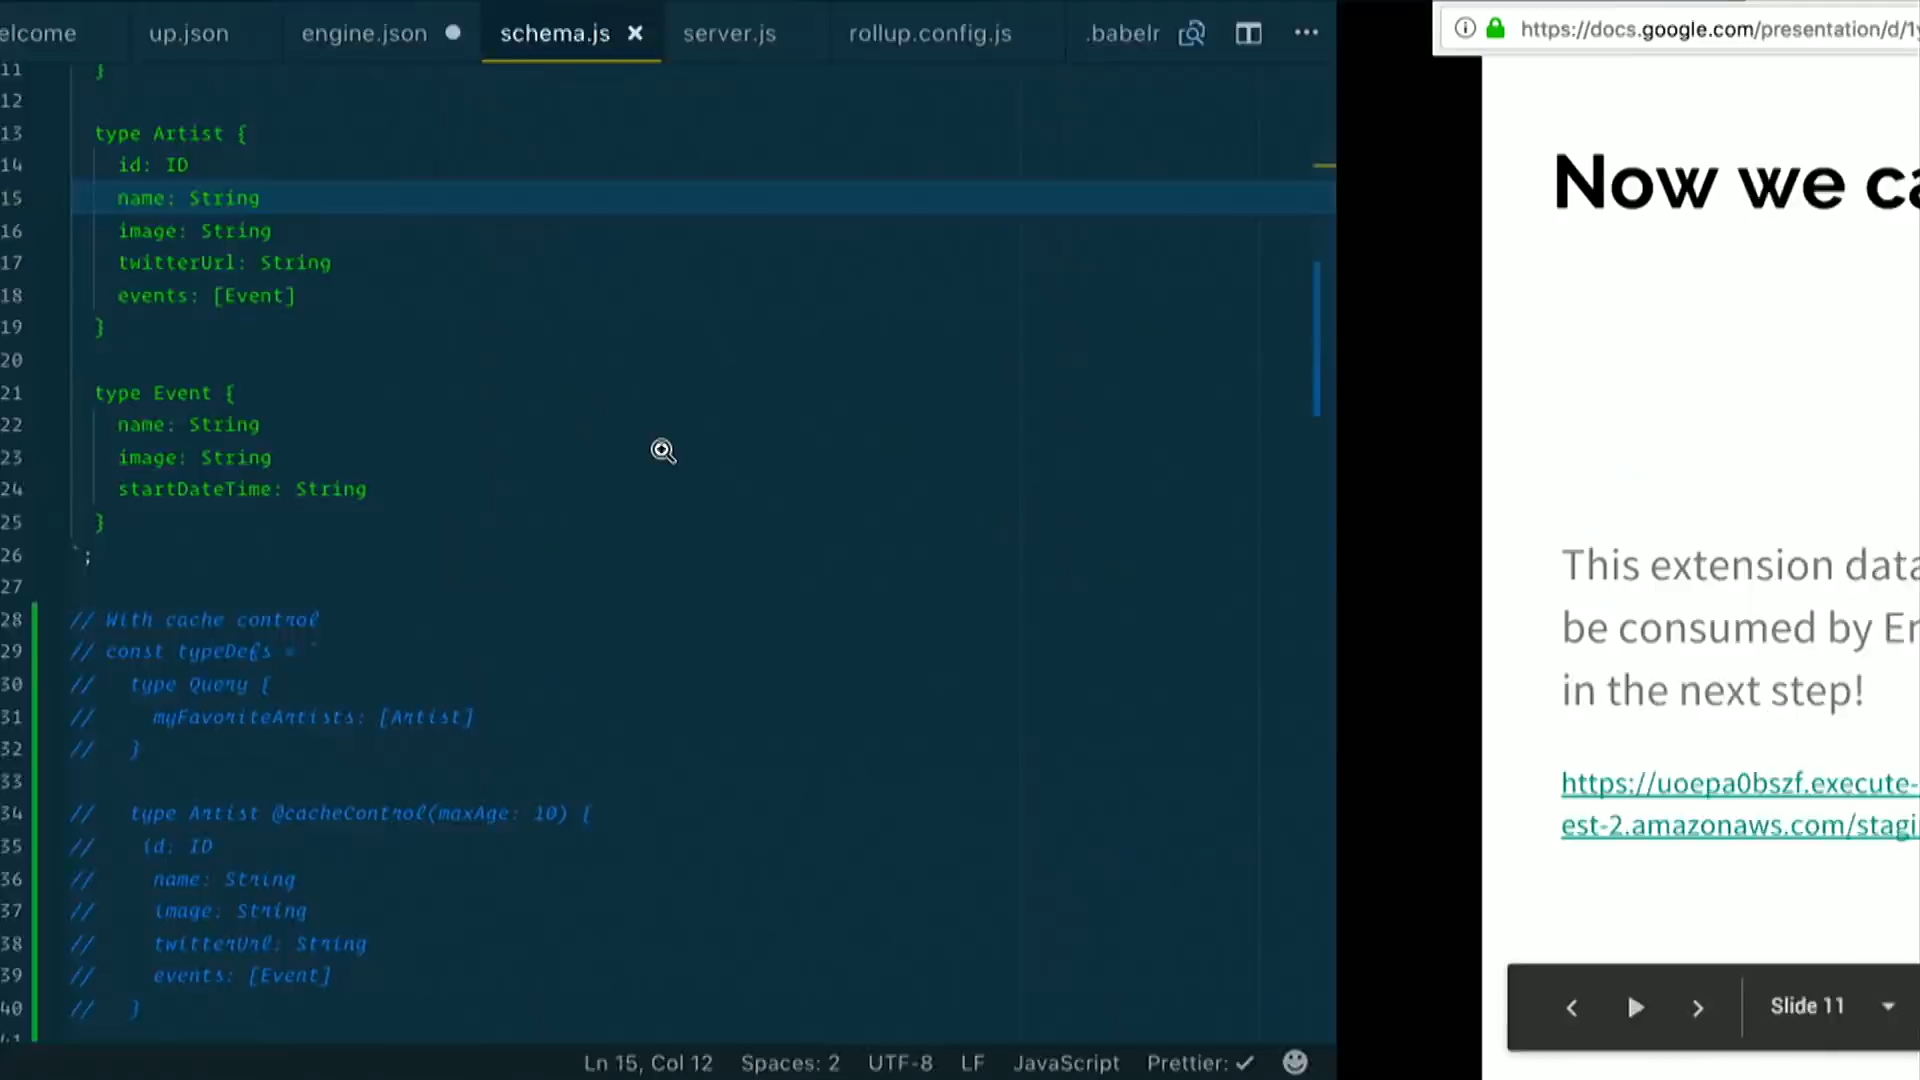 elcome up.json engine.json schema.js server.js rollup.config.js .babelr
11 }
12
13 type Artist {
14 id: ID
15 name: String
16 image: String
17 twitterUrl: String
18 events: [Event]
19 }
20
21 type Event {
22 name: String
23 image: String
24 startDateTime: String
25 }
26 `;
27
28 // With cache control
29 // const typeDefs = `
30 // type Query {
31 // myFavoriteArtists: [Artist]
32 // }
33
34 // type Artist @cacheControl(maxAge: 10) {
35 // id: ID
36 // name: String
37 // image: String
38 // twitterUrl: String
39 // events: [Event]
40 // }
41
Ln 15, Col 12 Spaces: 2 UTF-8 LF JavaScript Prettier: ✓
https://docs.google.com/presentation/d/1y
Now we ca
This extension data
be consumed by En
in the next step!
https://uoepa0bszf.execute-
est-2.amazonaws.com/stagi
Slide 11